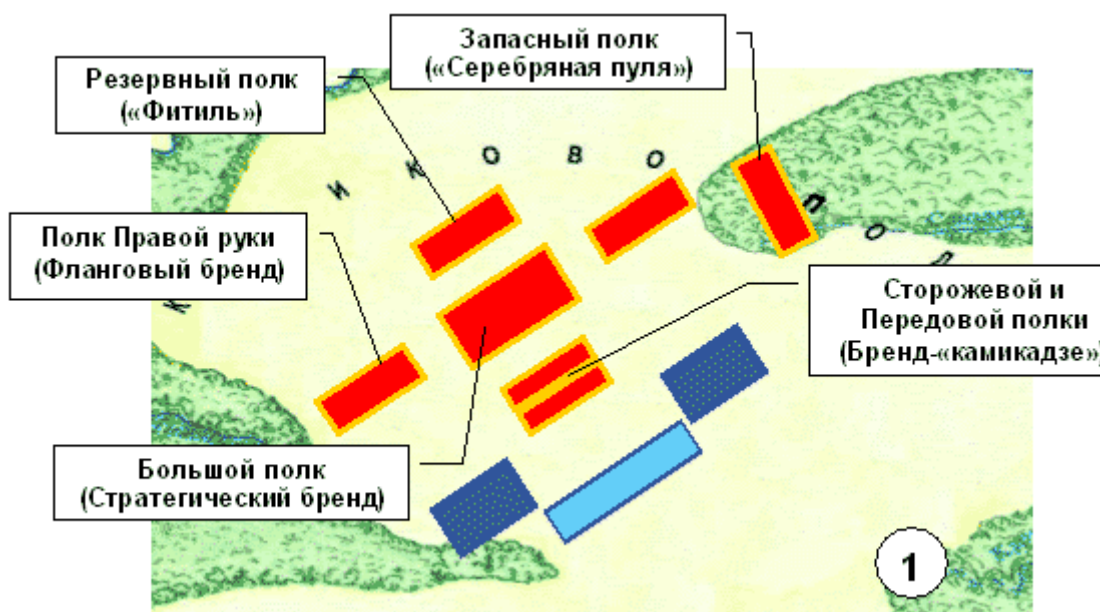 Запасный полк
(«Серебряная пуля»)
Резервный полк
(«Фитиль»)
К И К О В О
П О Л
Полк Правой руки
(Фланговый бренд)
Сторожевой и
Передовой полки
(Бренд-«камикадзе»)
Большой полк
(Стратегический бренд)
1